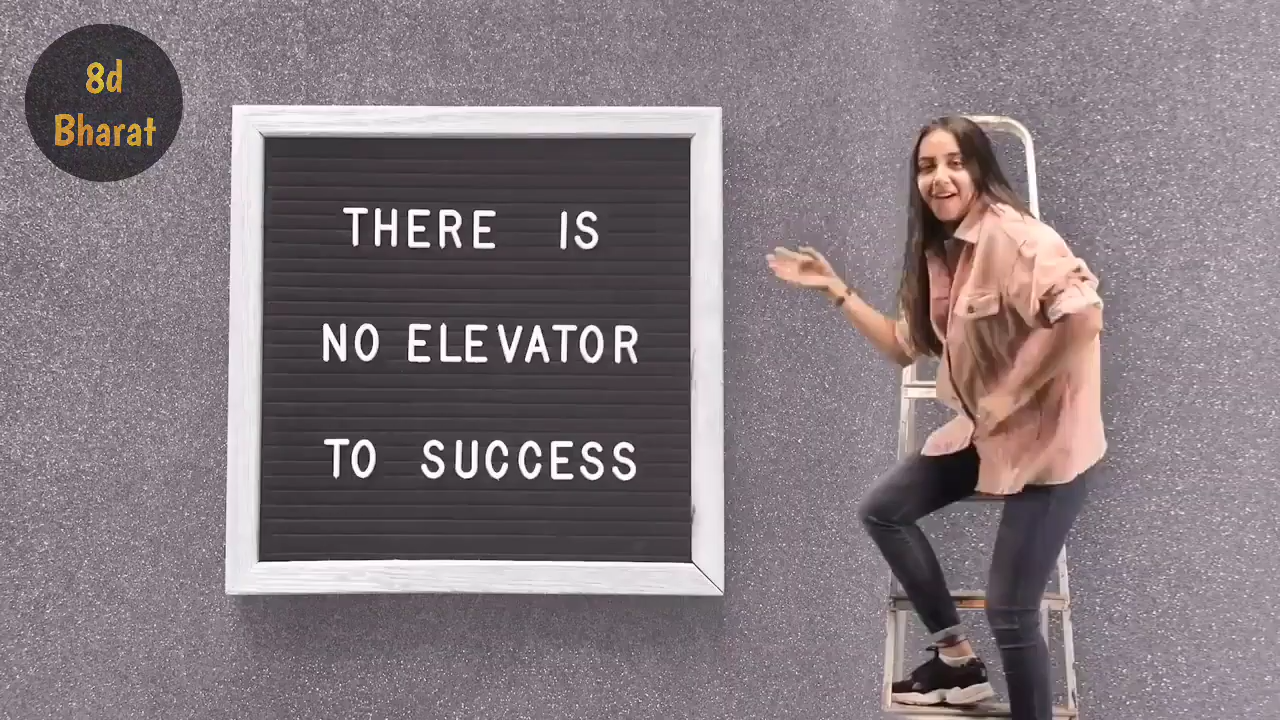 8d
Bharat
THERE IS
NO ELEVATOR
TO SUCCESS